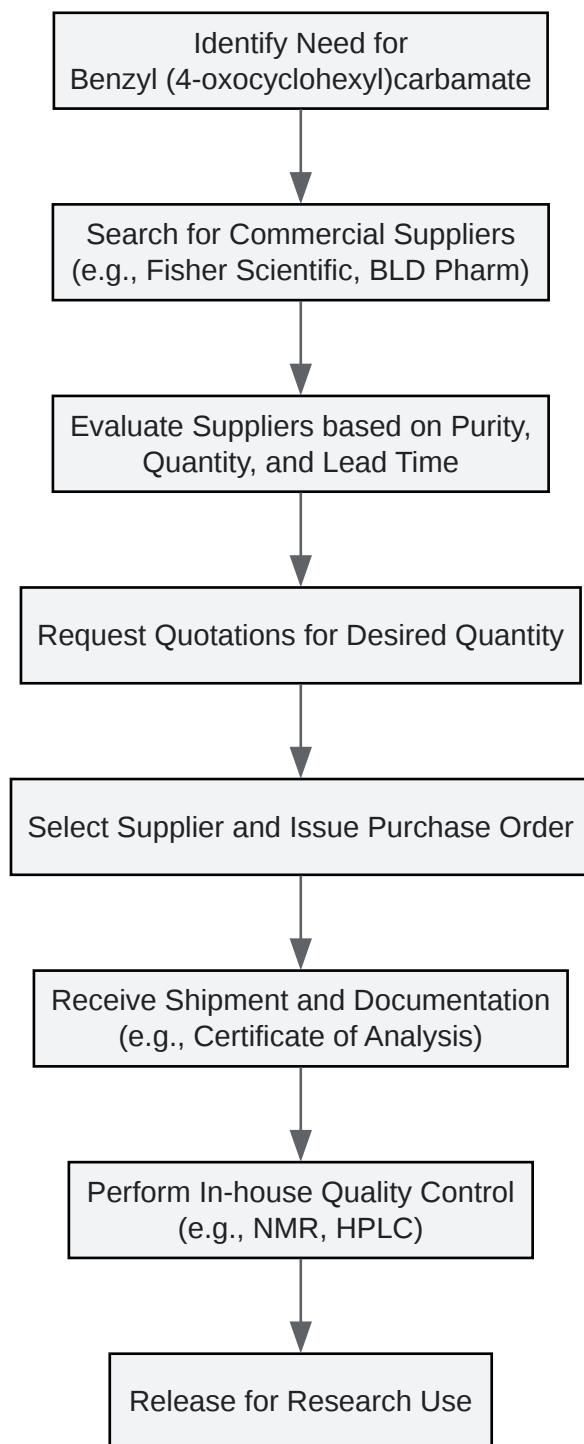 Identify Need for
Benzyl (4-oxocyclohexyl)carbamate
Search for Commercial Suppliers
(e.g., Fisher Scientific, BLD Pharm)
Evaluate Suppliers based on Purity,
Quantity, and Lead Time
Request Quotations for Desired Quantity
Select Supplier and Issue Purchase Order
Receive Shipment and Documentation
(e.g., Certificate of Analysis)
Perform In-house Quality Control
(e.g., NMR, HPLC)
Release for Research Use